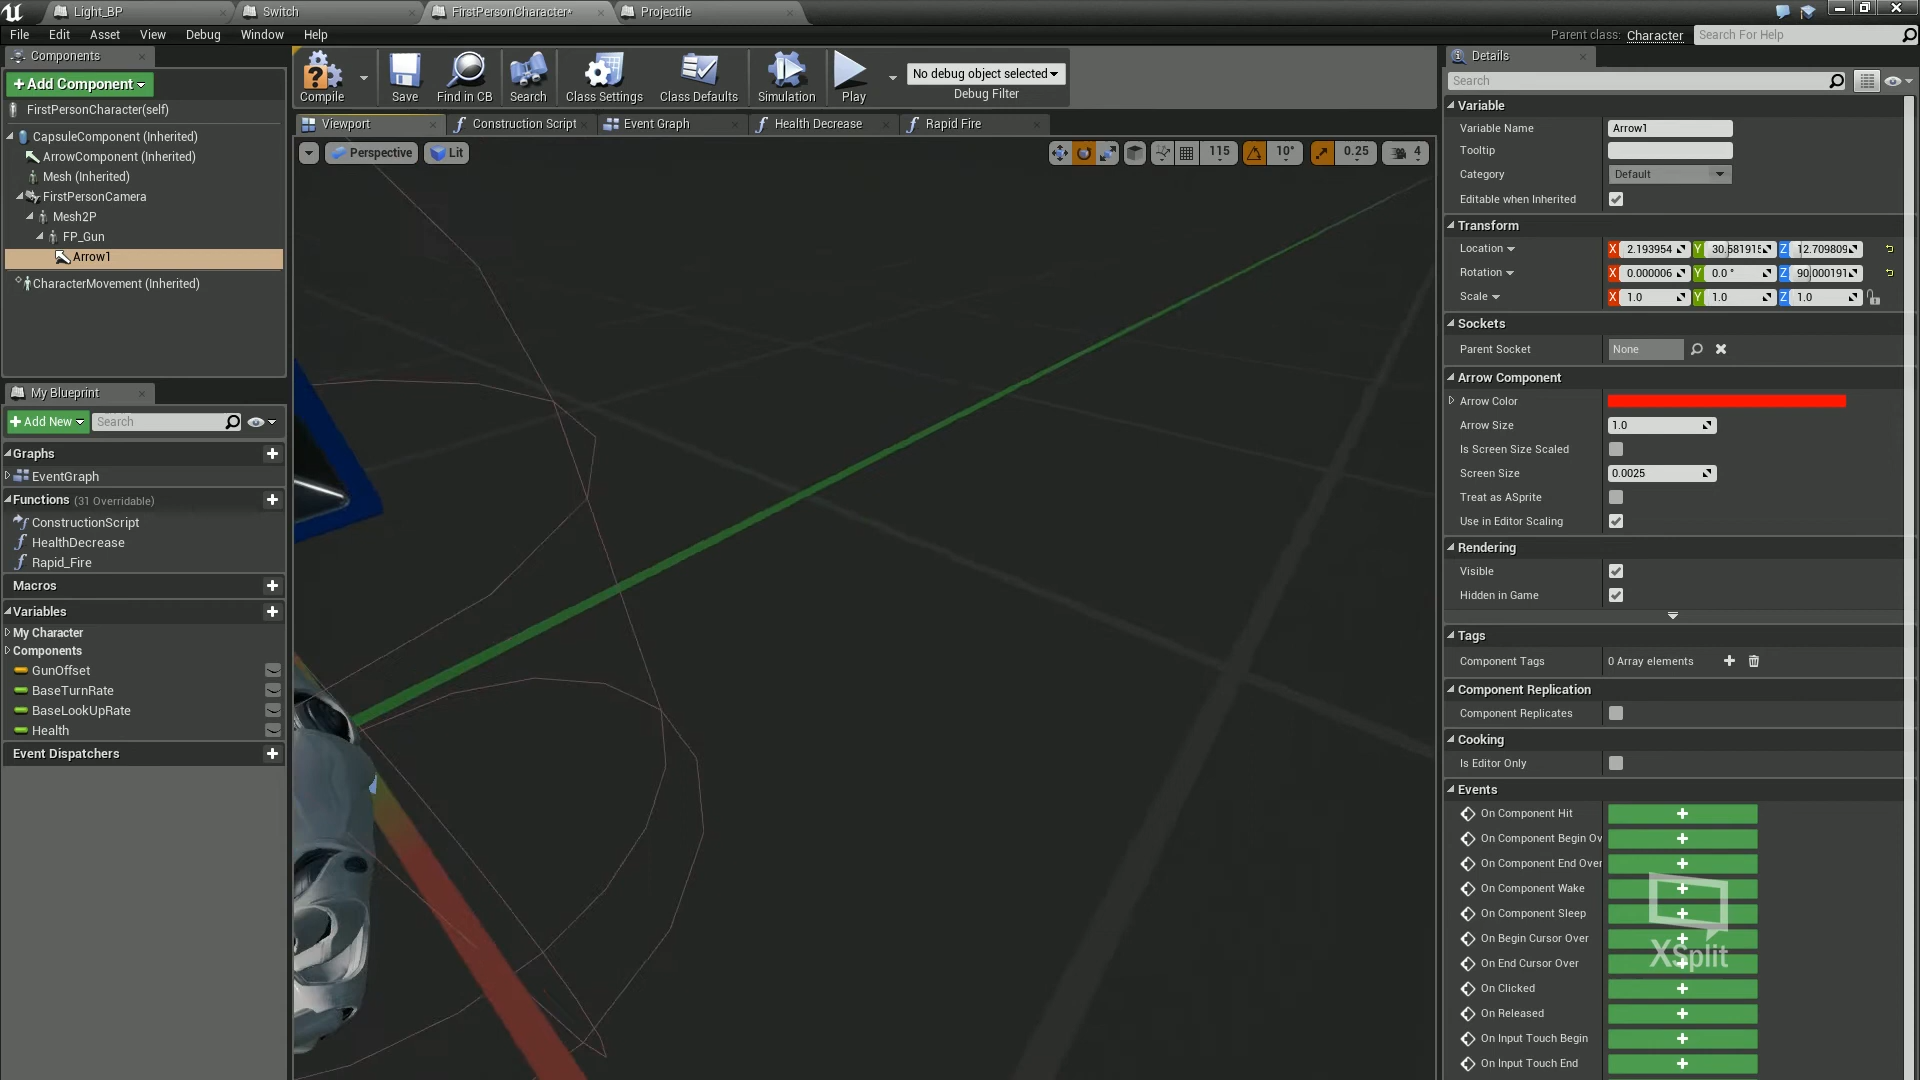 Light_BP
Switch
FirstPersonCharacter*
Projectile
File Edit Asset View Debug Window Help
Parent class: Character
Search For Help
Components
+ Add Component
FirstPersonCharacter(self)
CapsuleComponent (Inherited)
ArrowComponent (Inherited)
Mesh (Inherited)
FirstPersonCamera
Mesh2P
FP_Gun
Arrow1
CharacterMovement (Inherited)
My Blueprint
+ Add New
Search
Graphs
EventGraph
Functions (31 Overridable)
ConstructionScript
HealthDecrease
Rapid_Fire
Macros
Variables
My Character
Components
GunOffset
BaseTurnRate
BaseLookUpRate
Health
Event Dispatchers
Compile
Save
Find in CB
Search
Class Settings
Class Defaults
Simulation
Play
No debug object selected
Debug Filter
Viewport
Construction Script
Event Graph
Health Decrease
Rapid Fire
Perspective
Lit
115
10°
0.25
4
Details
Search
Variable
Variable Name Arrow1
Tooltip
Category Default
Editable when Inherited
Transform
Location X 2.193954 Y 30.581915 Z 12.709809
Rotation X 0.000006 Y 0.0 ° Z 90.000191
Scale X 1.0 Y 1.0 Z 1.0
Sockets
Parent Socket None
Arrow Component
Arrow Color
Arrow Size 1.0
Is Screen Size Scaled
Screen Size 0.0025
Treat as ASprite
Use in Editor Scaling
Rendering
Visible
Hidden in Game
Tags
Component Tags 0 Array elements
Component Replication
Component Replicates
Cooking
Is Editor Only
Events
On Component Hit
On Component Begin Ov
On Component End Over
On Component Wake
On Component Sleep
On Begin Cursor Over
On End Cursor Over
On Clicked
On Released
On Input Touch Begin
On Input Touch End
XSplit